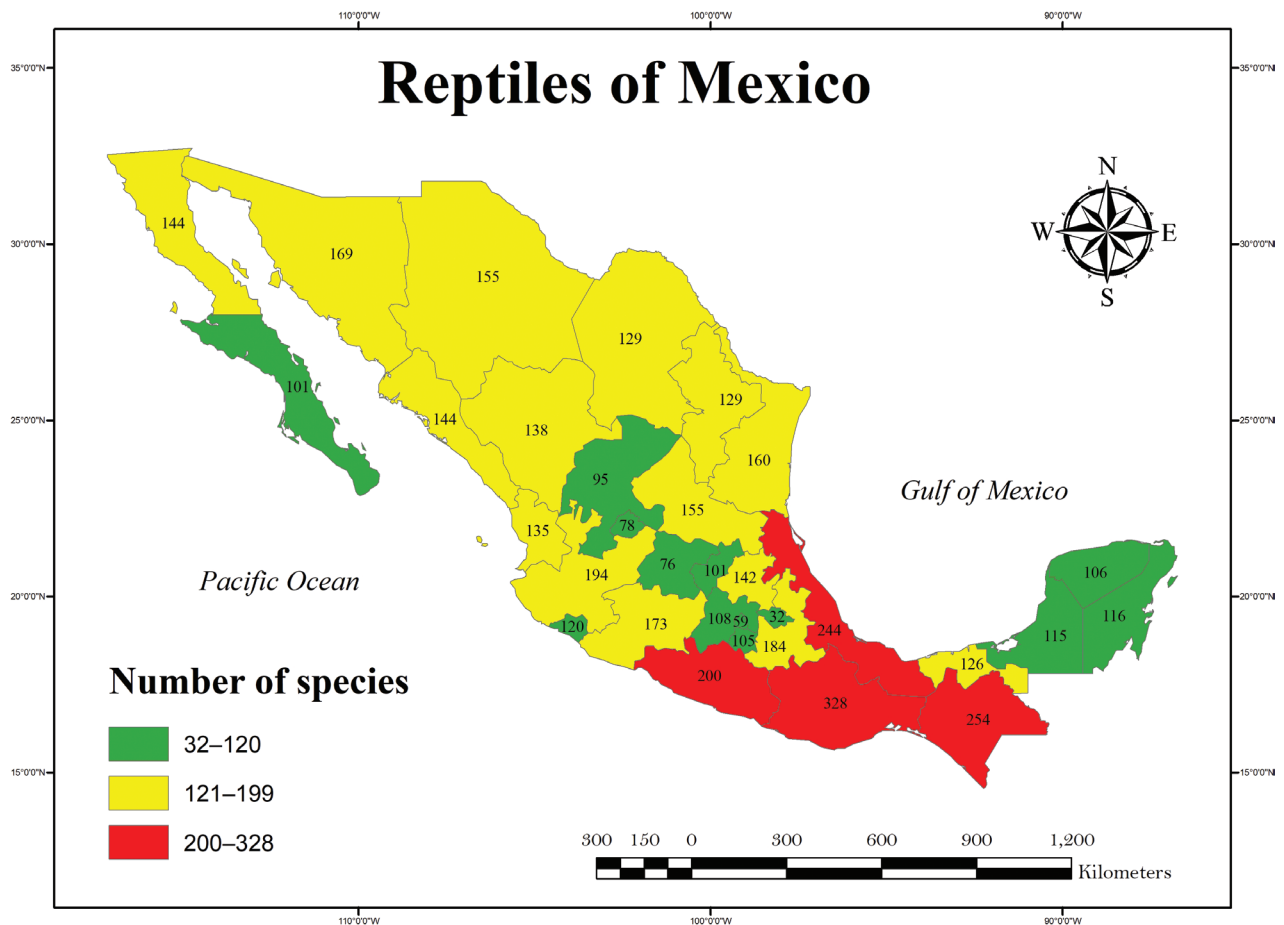 110°0'0"W
100°0'0"W
90°0'0"W
Reptiles of Mexico
35°0'0"N
35°0'0"N
N
W
E
S
30°0'0"N
30°0'0"N
144
169
155
129
101
129
25°0'0"N
25°0'0"N
144
138
160
95
155
Gulf of Mexico
135
78
Pacific Ocean
194
76
101
142
106
20°0'0"N
20°0'0"N
120
173
108
59
32
105
184
244
115
116
126
200
328
254
Number of species
32–120
121–199
200–328
15°0'0"N
15°0'0"N
300 150 0 300 600 900 1,200
Kilometers
110°0'0"W
100°0'0"W
90°0'0"W